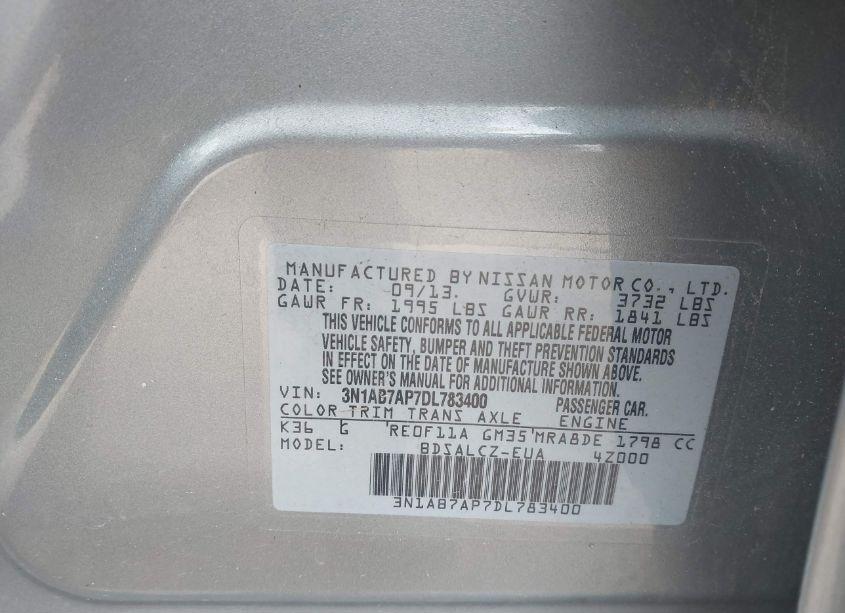 MANUFACTURED BY NISSAN MOTOR CO., LTD.
DATE: 09/13. GVWR: 3732 LBS
GAWR FR: 1995 LBS GAWR RR: 1841 LBS
THIS VEHICLE CONFORMS TO ALL APPLICABLE FEDERAL MOTOR
VEHICLE SAFETY, BUMPER AND THEFT PREVENTION STANDARDS
IN EFFECT ON THE DATE OF MANUFACTURE SHOWN ABOVE.
SEE OWNER'S MANUAL FOR ADDITIONAL INFORMATION.
VIN: 3N1AB7AP7DL783400 PASSENGER CAR.
COLOR TRIM TRANS AXLE ENGINE
K36 G RE0F11A GM35 MRA8DE 1798 CC
MODEL: BDSALCZ-EUA 4Z000
3N1AB7AP7DL783400